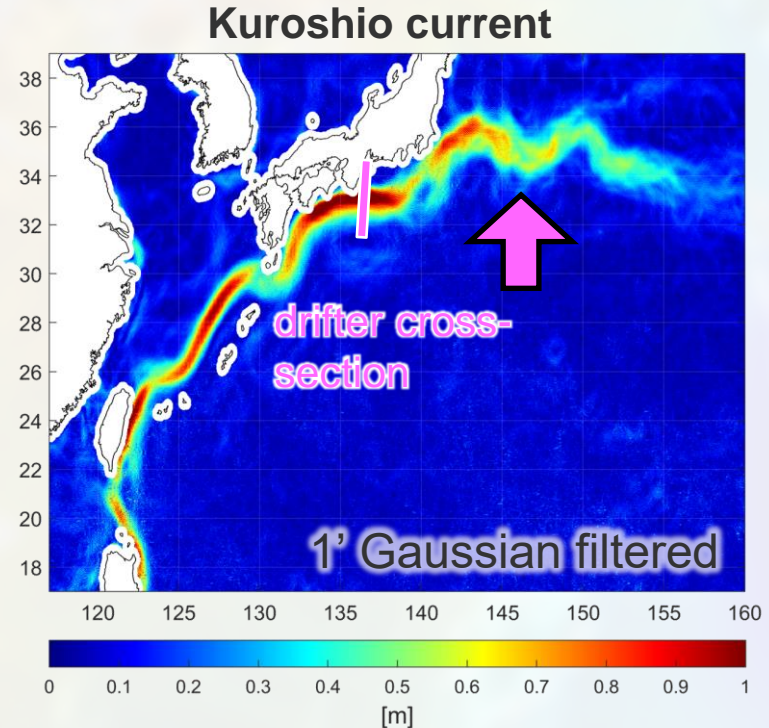 Kuroshio current
38
36
34
32
30
28
26
24
22
20
18
drifter cross-
section
1' Gaussian filtered
120 125 130 135 140 145 150 155 160
0 0.1 0.2 0.3 0.4 0.5 0.6 0.7 0.8 0.9 1
[m]